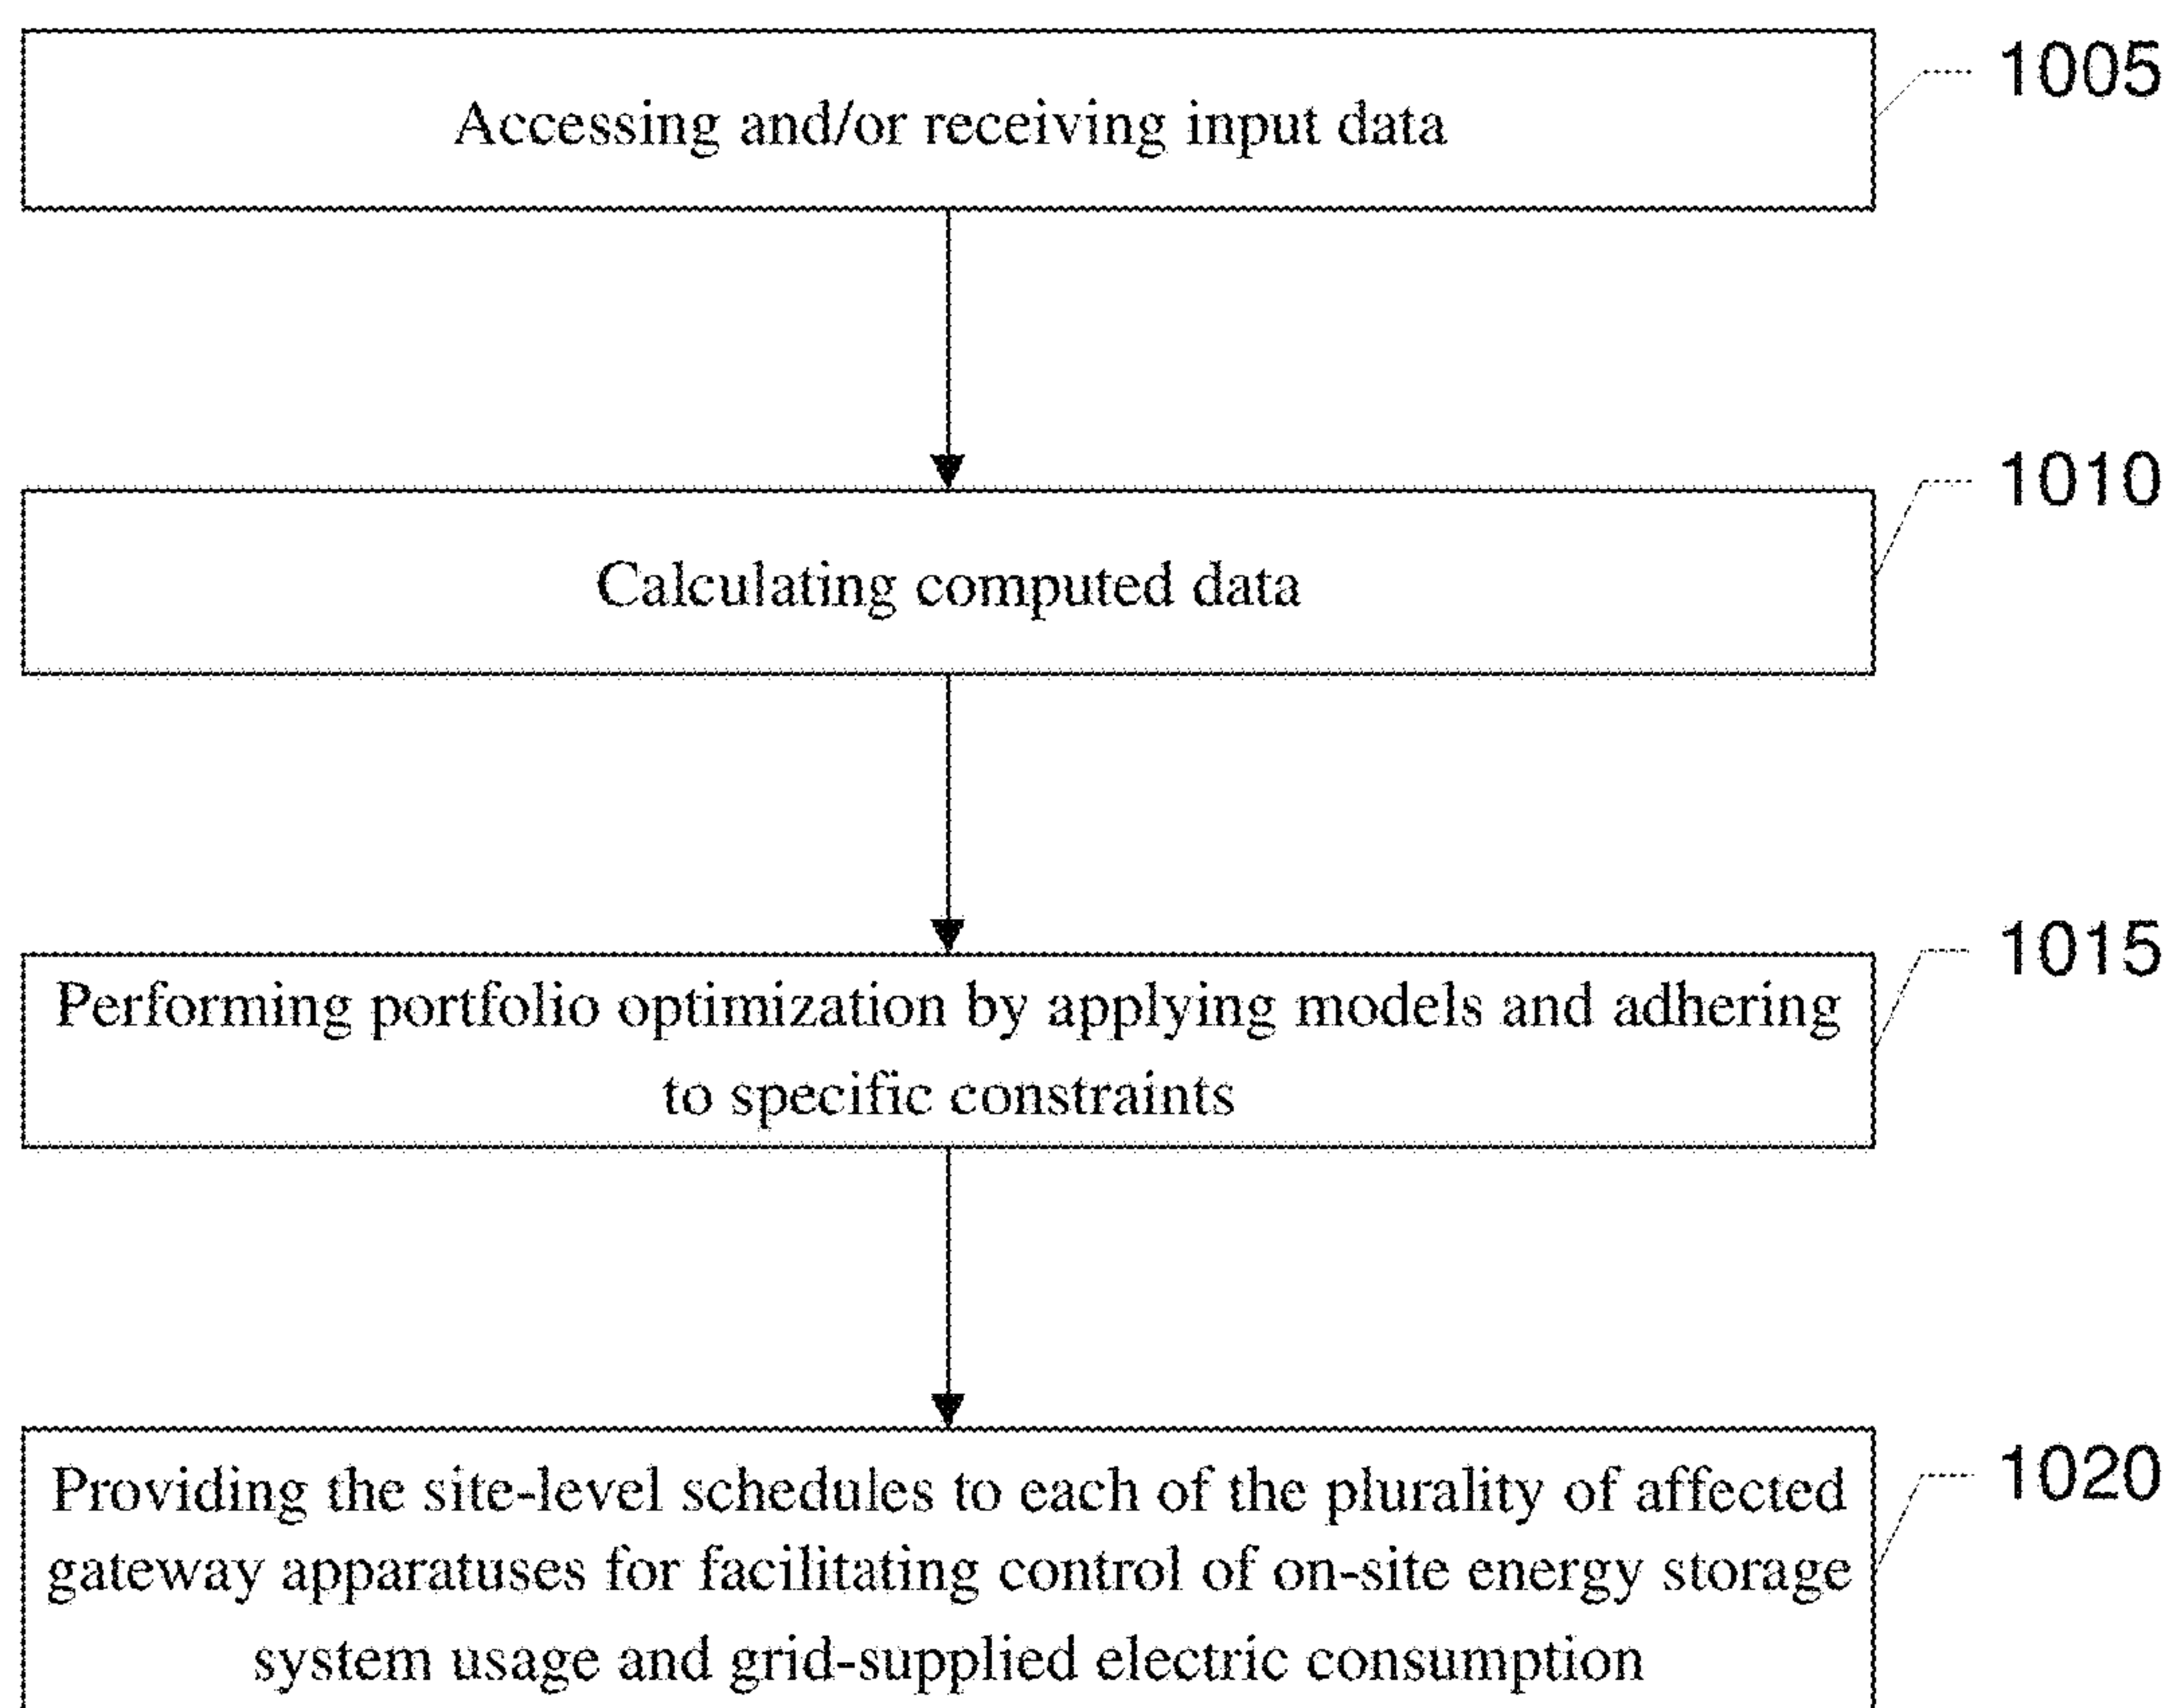 Accessing and/or receiving input data
1005
Calculating computed data
1010
Performing portfolio optimization by applying models and adhering
to specific constraints
1015
Providing the site-level schedules to each of the plurality of affected
gateway apparatuses for facilitating control of on-site energy storage
system usage and grid-supplied electric consumption
1020